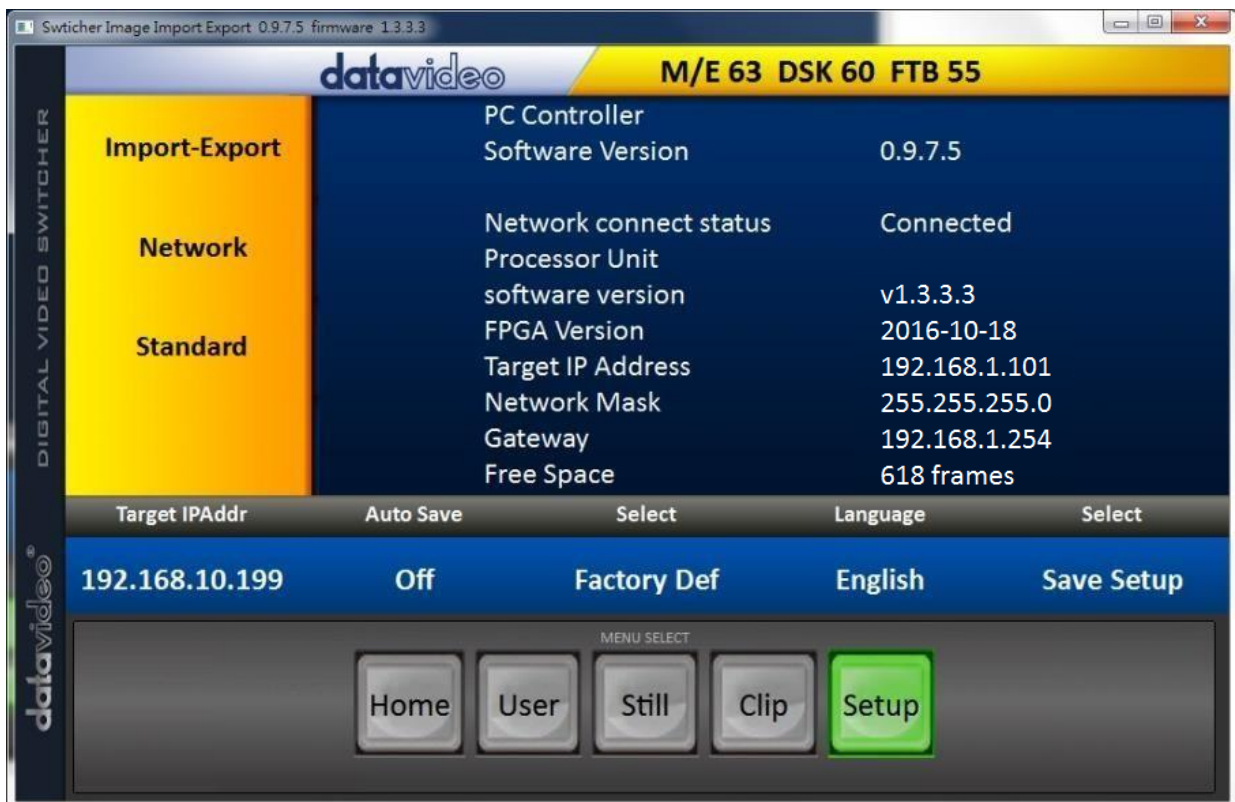 Swticher Image Import Export 0.9.7.5 firmware 1.3.3.3
datavideo
M/E 63 DSK 60 FTB 55
DIGITAL VIDEO SWITCHER
datavideo®
Import-Export
Network
Standard
PC Controller
Software Version 0.9.7.5
Network connect status Connected
Processor Unit
software version v1.3.3.3
FPGA Version 2016-10-18
Target IP Address 192.168.1.101
Network Mask 255.255.255.0
Gateway 192.168.1.254
Free Space 618 frames
Target IPAddr Auto Save Select Language Select
192.168.10.199 Off Factory Def English Save Setup
MENU SELECT
Home User Still Clip Setup